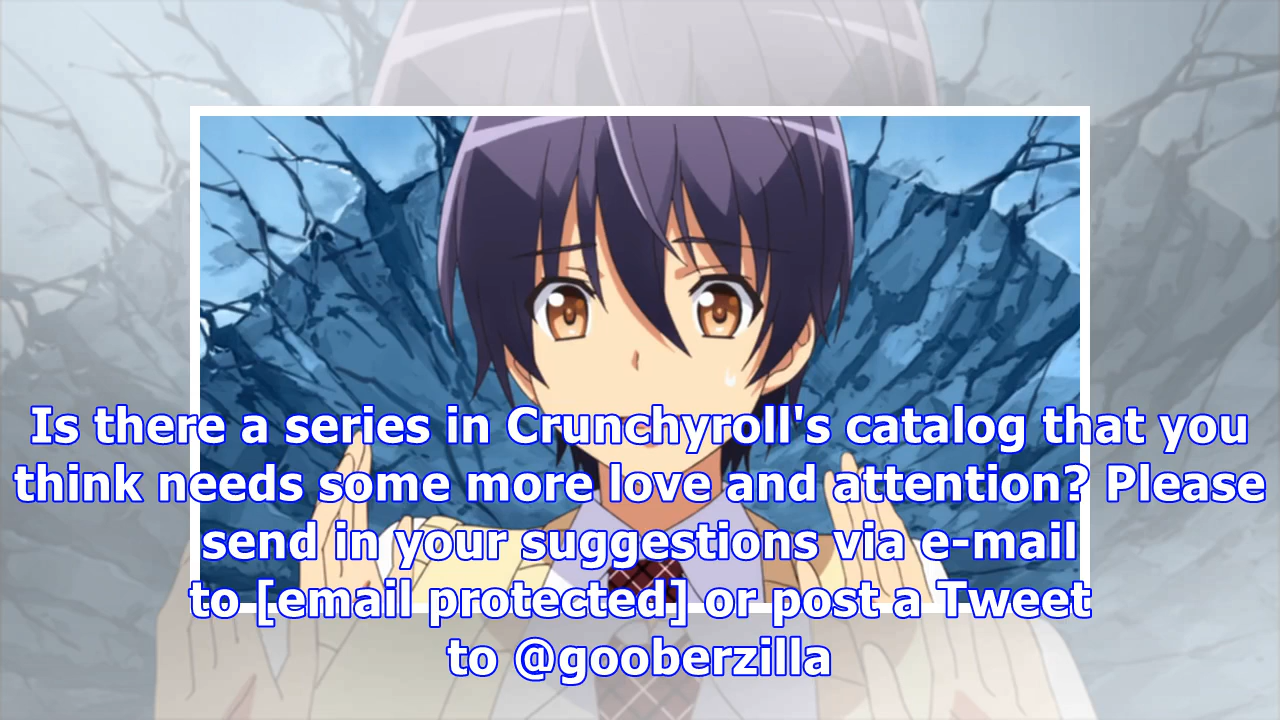 Is there a series in Crunchyroll's catalog that you
think needs some more love and attention? Please
send in your suggestions via e-mail
to [email protected] or post a Tweet
to @gooberzilla